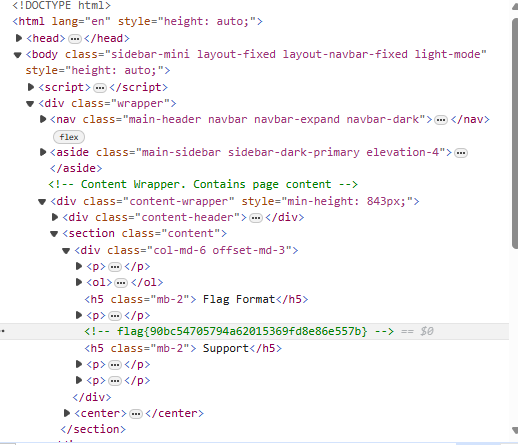 <!DOCTYPE html>
<html lang="en" style="height: auto;">
<head> ⋯ </head>
<body class="sidebar-mini layout-fixed layout-navbar-fixed light-mode"
style="height: auto;">
<script> ⋯ </script>
<div class="wrapper">
<nav class="main-header navbar navbar-expand navbar-dark"> ⋯ </nav>
flex
<aside class="main-sidebar sidebar-dark-primary elevation-4"> ⋯
</aside>
<!-- Content Wrapper. Contains page content -->
<div class="content-wrapper" style="min-height: 843px;">
<div class="content-header"> ⋯ </div>
<section class="content">
<div class="col-md-6 offset-md-3">
<p> ⋯ </p>
<ol> ⋯ </ol>
<h5 class="mb-2"> Flag Format</h5>
<p> ⋯ </p>
<!-- flag{90bc54705794a62015369fd8e86e557b} --> == $0
<h5 class="mb-2"> Support</h5>
<p> ⋯ </p>
<p> ⋯ </p>
</div>
<center> ⋯ </center>
</section>